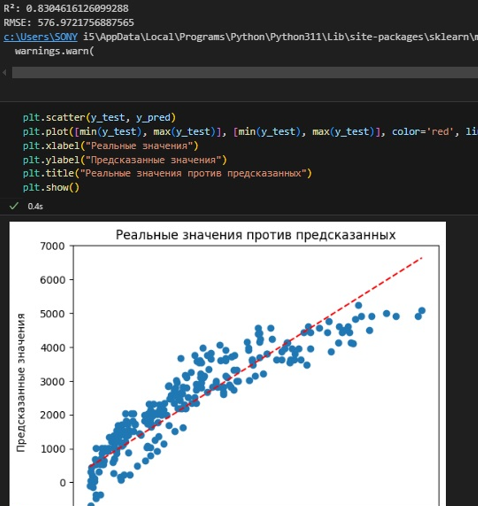 R²: 0.8304616126099288
RMSE: 576.9721756887565
c:\Users\SONY i5\AppData\Local\Programs\Python\Python311\Lib\site-packages\sklearn\m
warnings.warn(
plt.scatter(y_test, y_pred)
plt.plot([min(y_test), max(y_test)], [min(y_test), max(y_test)], color='red', lin
plt.xlabel("Реальные значения")
plt.ylabel("Предсказанные значения")
plt.title("Реальные значения против предсказанных")
plt.show()
0.4s
Реальные значения против предсказанных
7000
6000
5000
4000
3000
2000
1000
0
Предсказанные значения